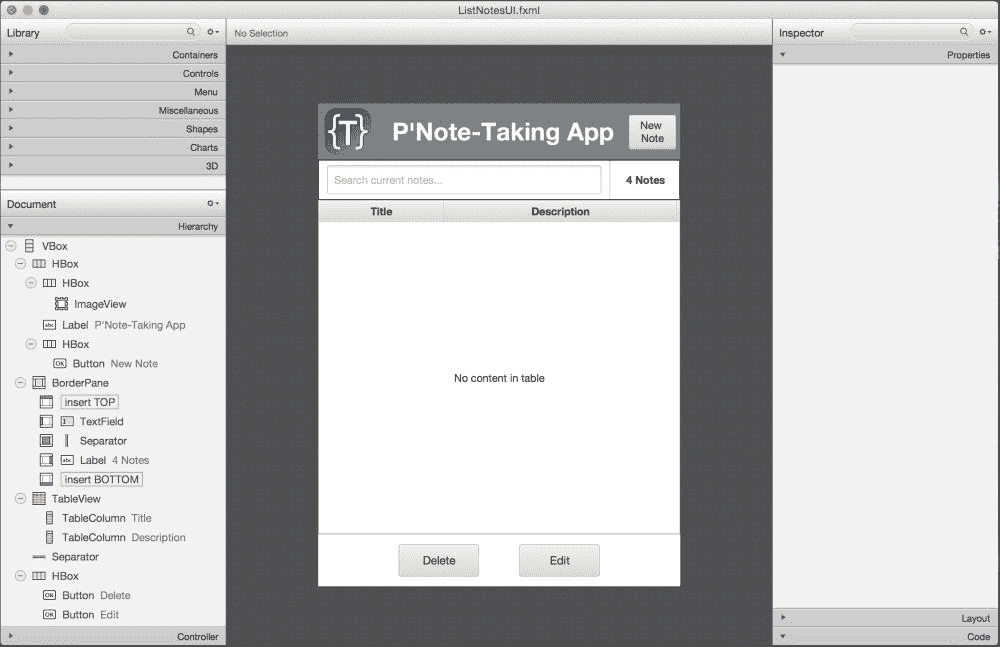 ListNotesUI.fxml
Library
No Selection
Inspector
Containers
Controls
Menu
Miscellaneous
Shapes
Charts
3D
Properties
Document
Hierarchy
VBox
HBox
HBox
ImageView
Label P'Note-Taking App
HBox
Button New Note
BorderPane
insert TOP
TextField
Separator
Label 4 Notes
insert BOTTOM
TableView
TableColumn Title
TableColumn Description
Separator
HBox
Button Delete
Button Edit
Controller
{T}
P'Note-Taking App
New
Note
Search current notes...
4 Notes
Title Description
No content in table
Delete Edit
Layout
Code